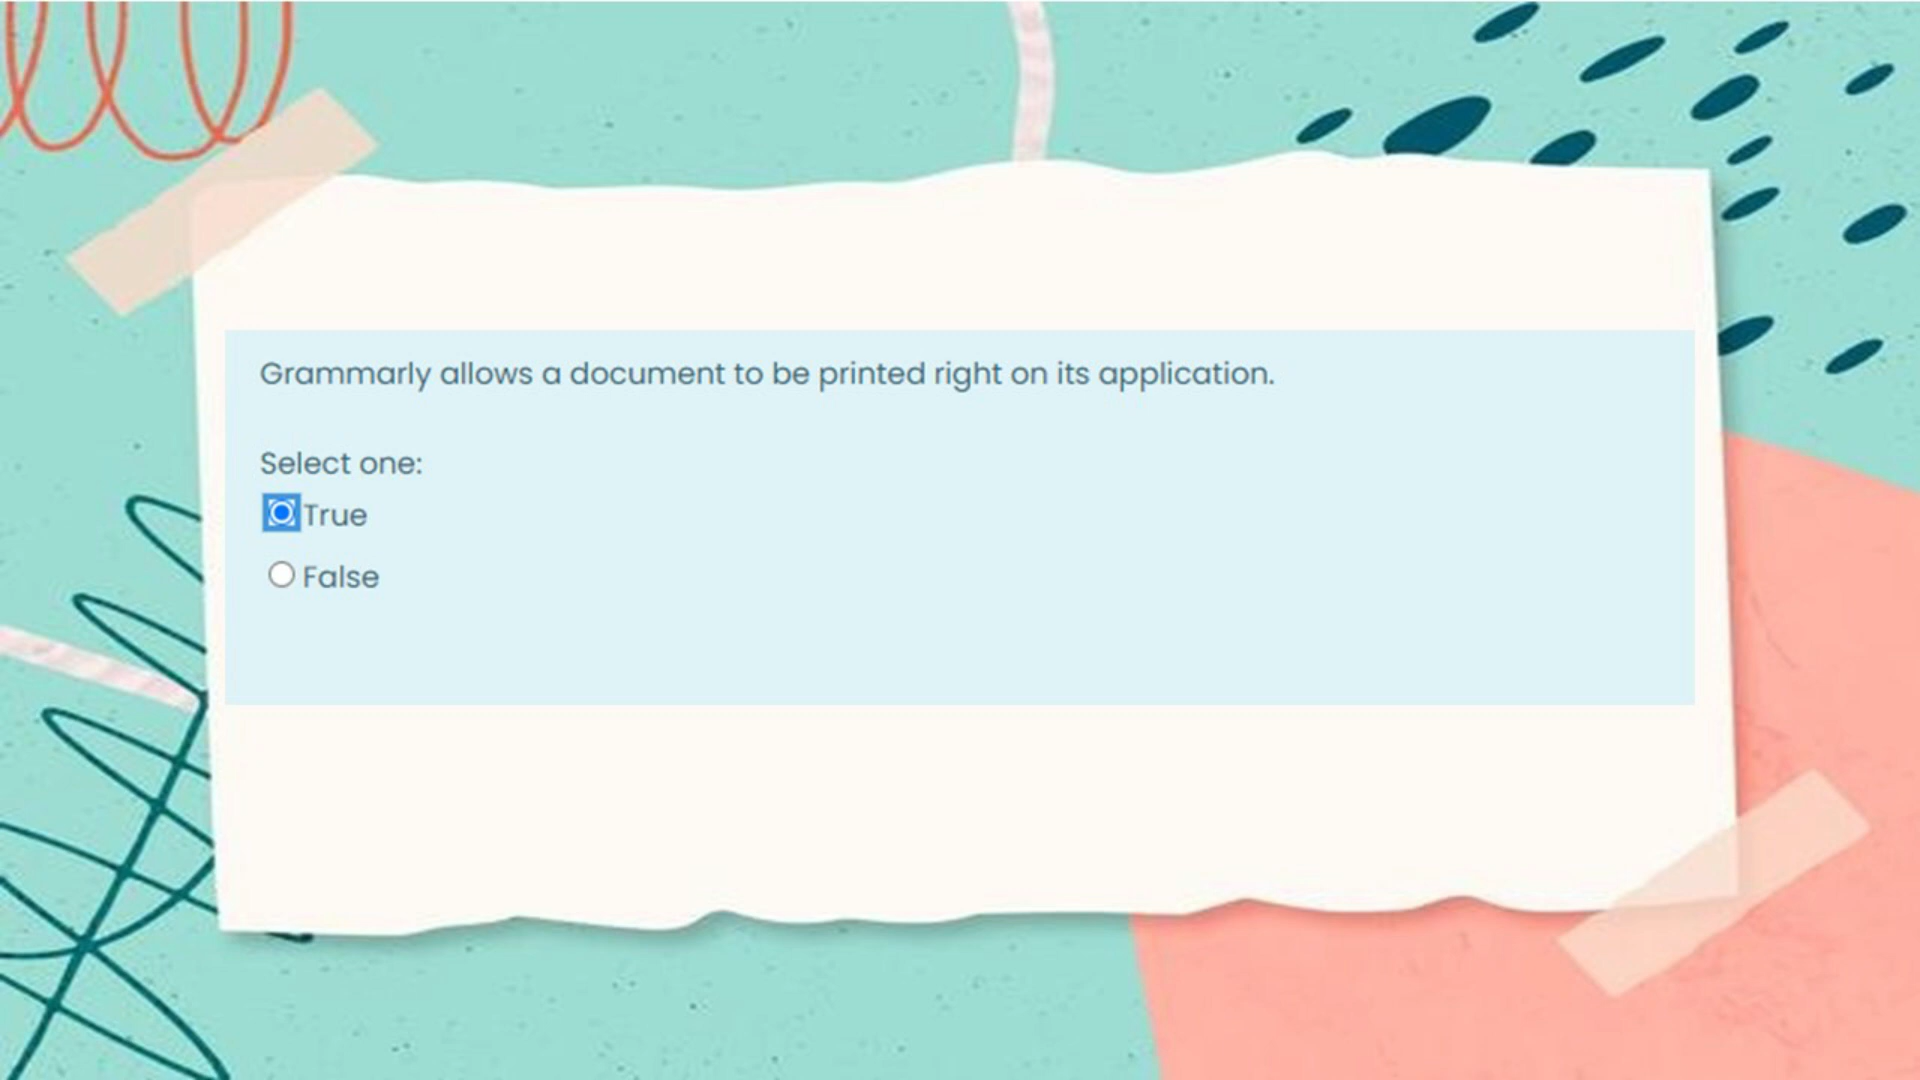 Grammarly allows a document to be printed right on its application.
Select one:
True
False